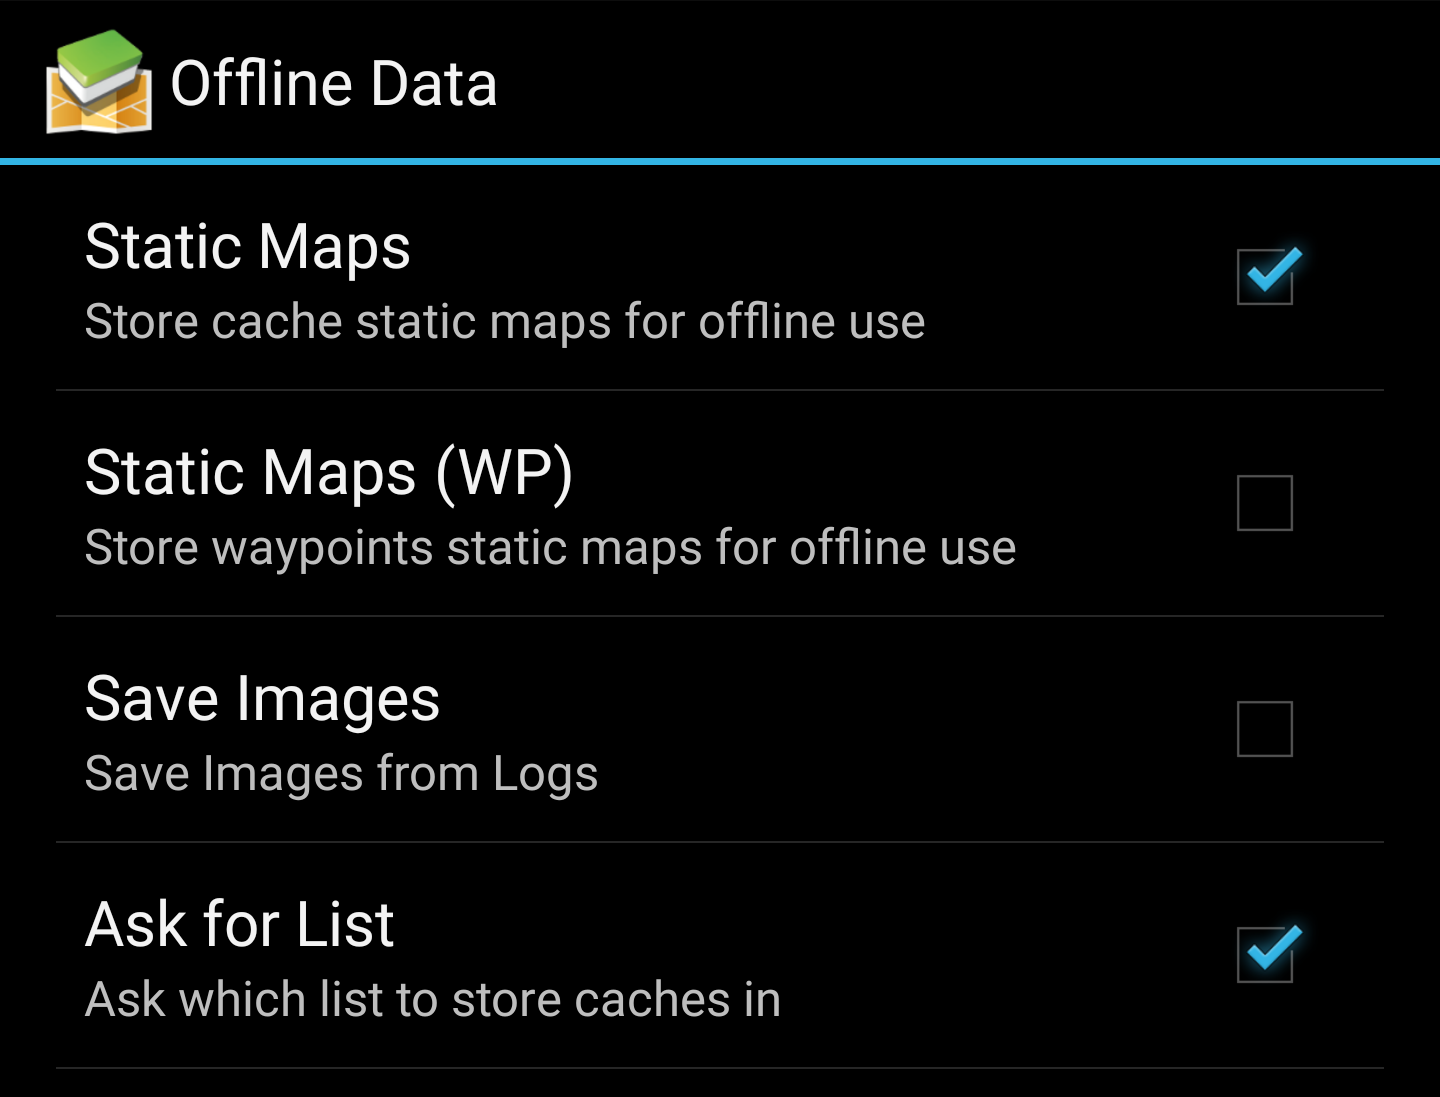 Offline Data
Static Maps
Store cache static maps for offline use
Static Maps (WP)
Store waypoints static maps for offline use
Save Images
Save Images from Logs
Ask for List
Ask which list to store caches in